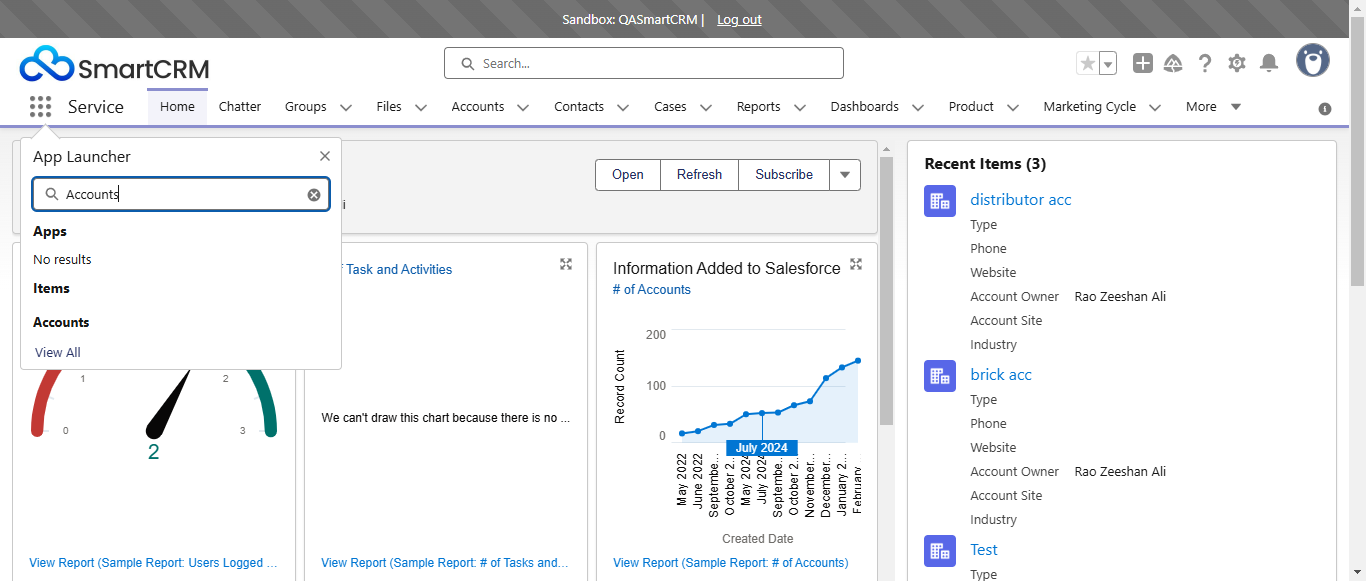 Sandbox: QASmartCRM | Log out
SmartCRM
Search...
Service
Home
Chatter
Groups
Files
Accounts
Contacts
Cases
Reports
Dashboards
Product
Marketing Cycle
More
App Launcher
Accounts
Apps
No results
Items
Accounts
View All
Open
Refresh
Subscribe
1
2
0
3
2
View Report (Sample Report: Users Logged ...
Task and Activities
We can't draw this chart because there is no ...
View Report (Sample Report: # of Tasks and...
Information Added to Salesforce
# of Accounts
Record Count
200
100
0
July 2024
May 2022
June 2022
Septembe...
October 2...
May 2024
July 2024
Septembe...
October 2...
November...
December...
January 2...
February ...
Created Date
View Report (Sample Report: # of Accounts)
Recent Items (3)
distributor acc
Type
Phone
Website
Account Owner Rao Zeeshan Ali
Account Site
Industry
brick acc
Type
Phone
Website
Account Owner Rao Zeeshan Ali
Account Site
Industry
Test
Type